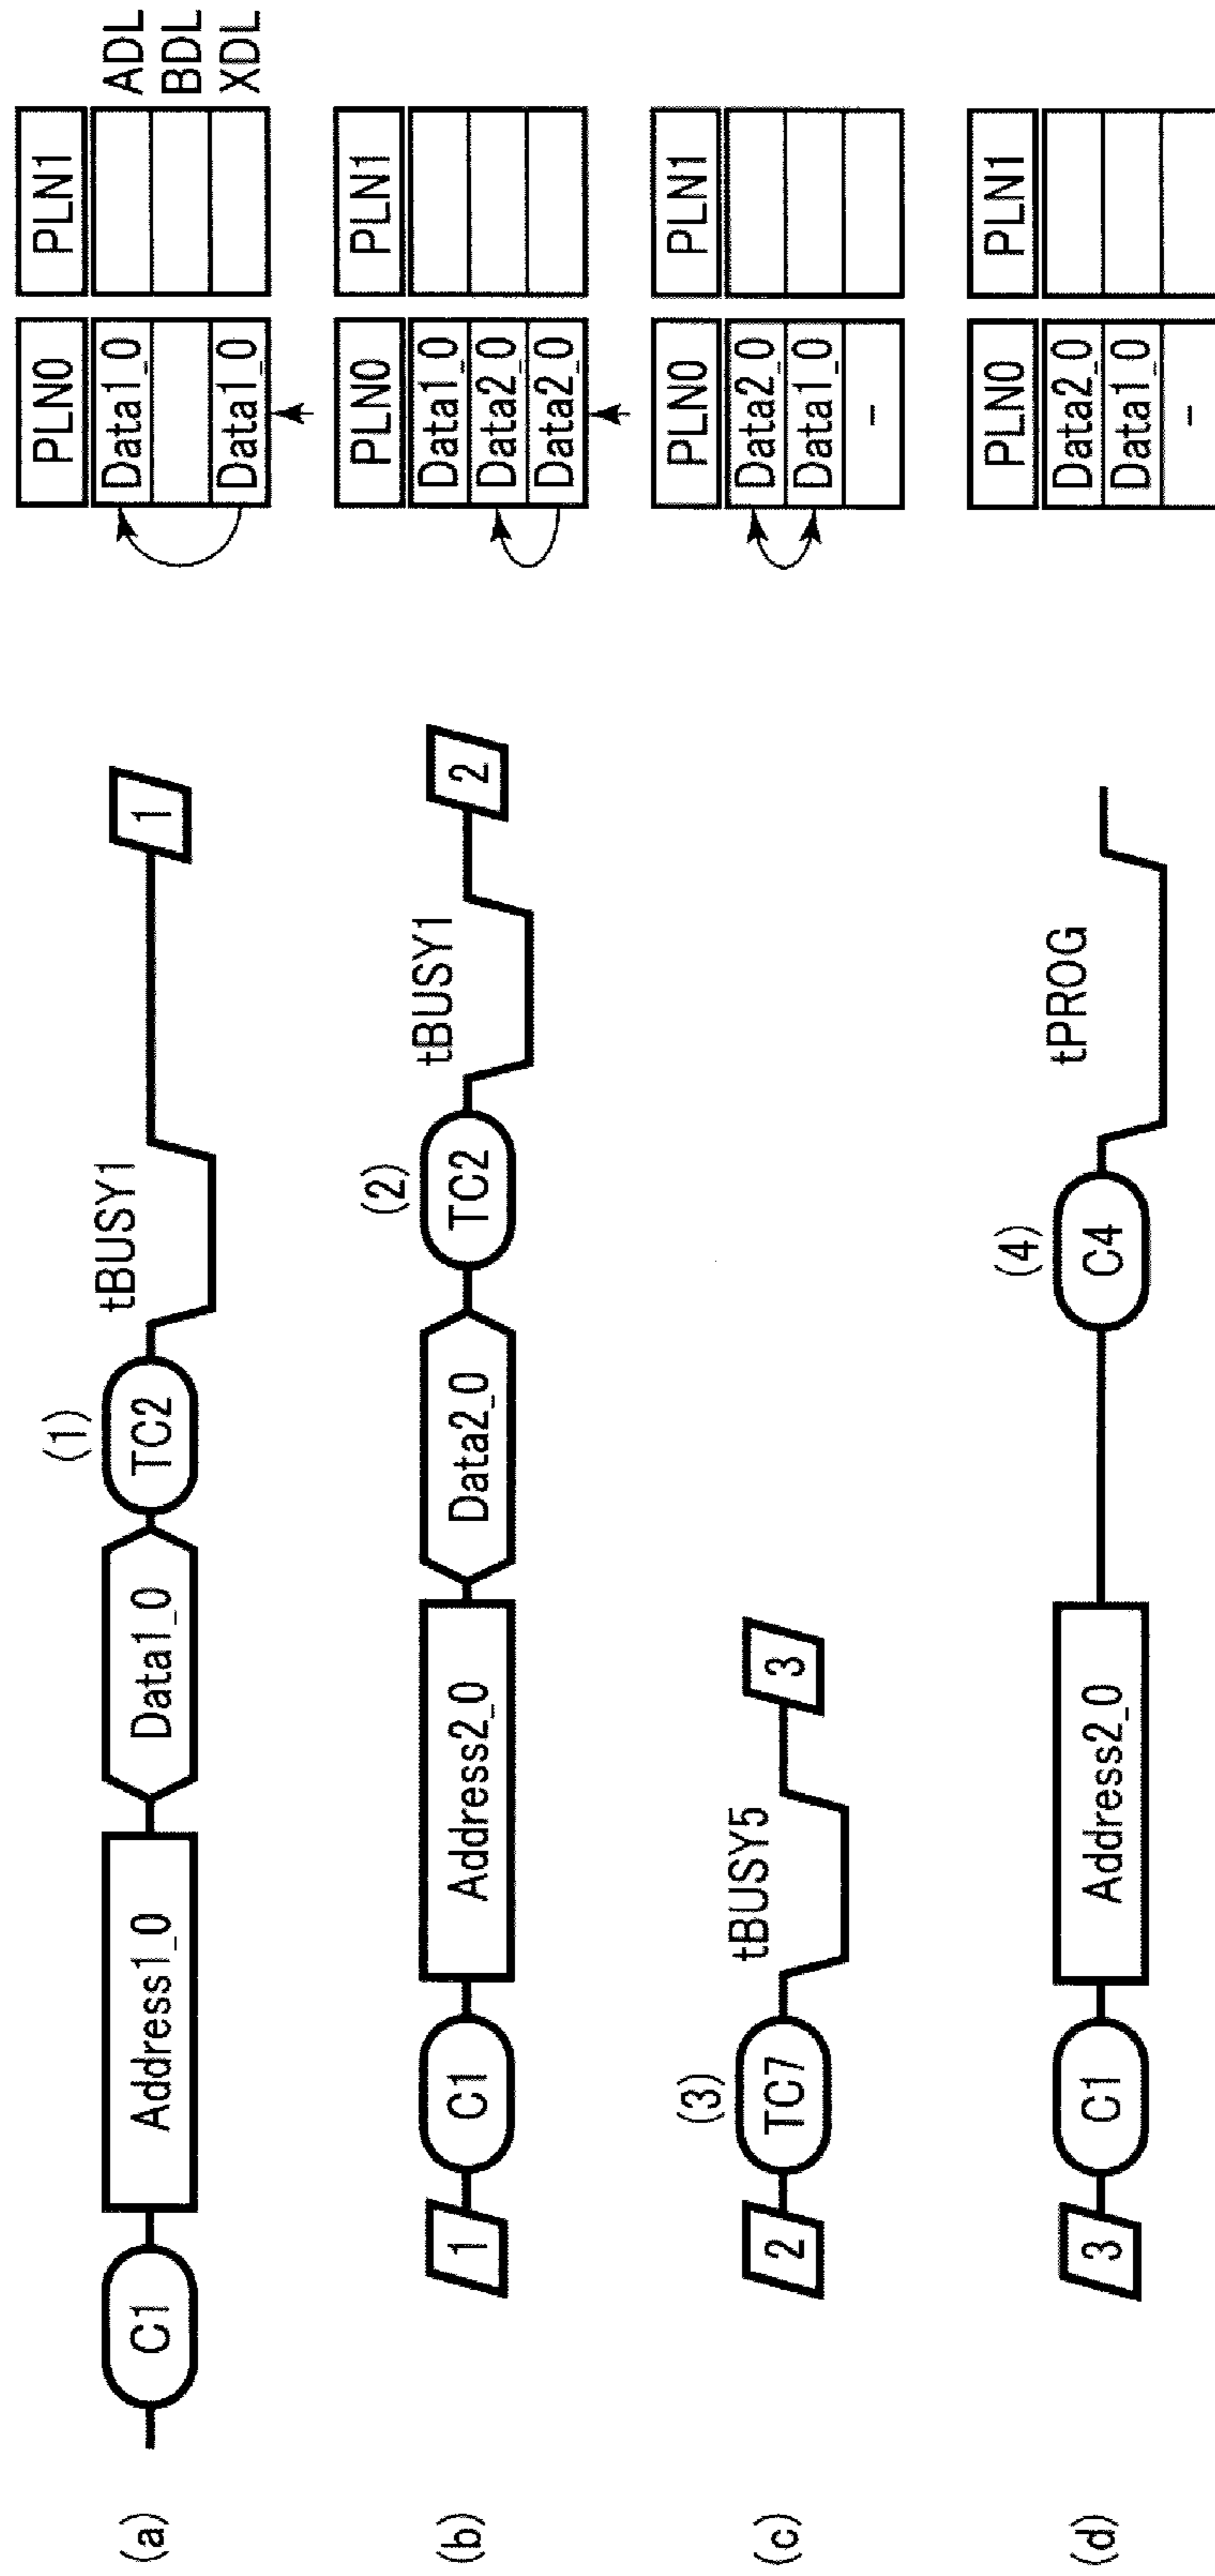 (a) C1 Address1_0 Data1_0 (1) TC2 tBUSY1 1
PLN0 PLN1
Data1_0 ADL
BDL
Data1_0 XDL
(b) 1 C1 Address2_0 Data2_0 (2) TC2 tBUSY1 2
PLN0 PLN1
Data1_0
Data2_0
Data2_0
(c) 2 (3) TC7 tBUSY5 3
PLN0 PLN1
Data2_0
Data1_0
-
(d) 3 C1 Address2_0 (4) C4 tPROG
PLN0 PLN1
Data2_0
Data1_0
-